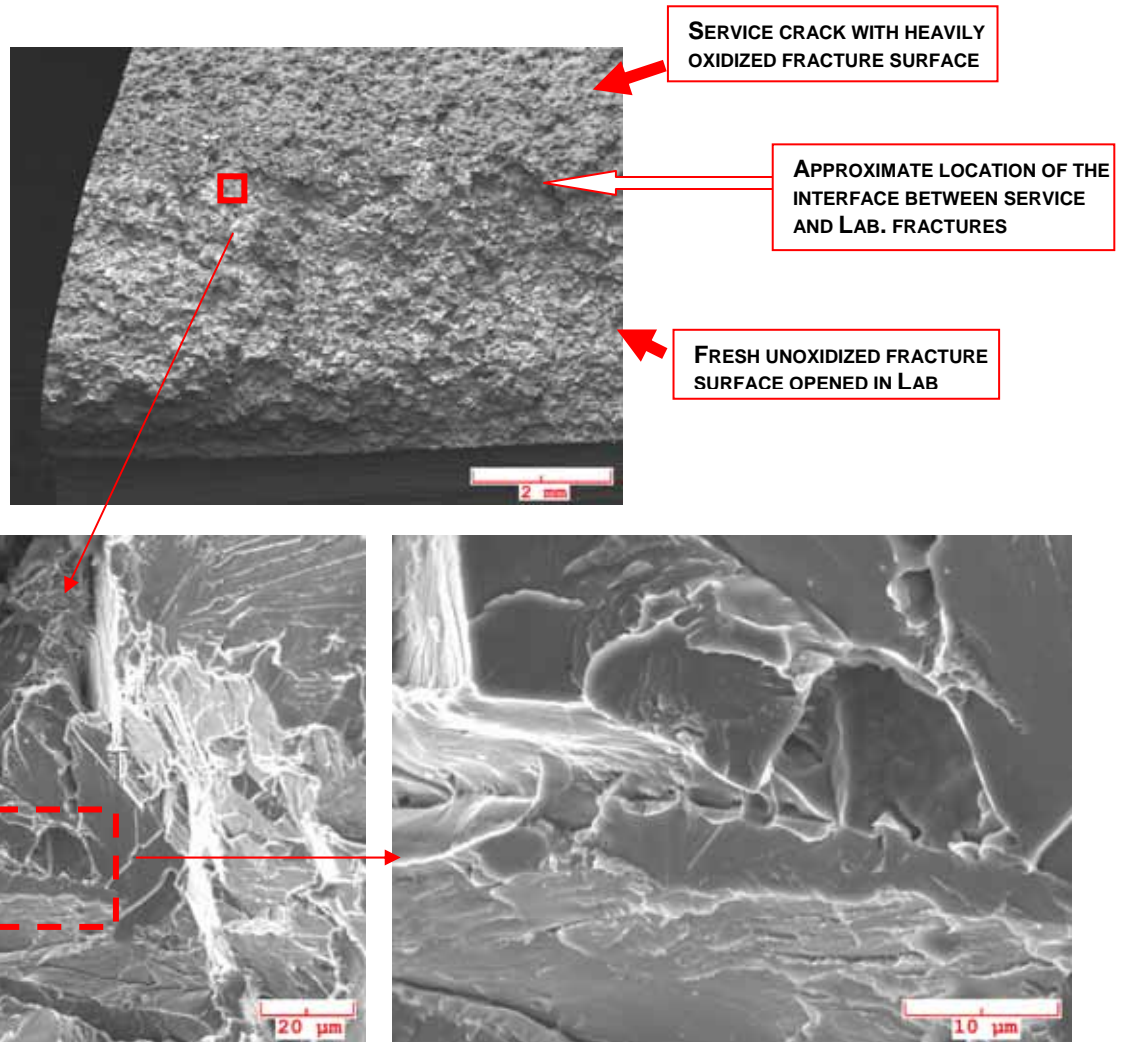 SERVICE CRACK WITH HEAVILY
OXIDIZED FRACTURE SURFACE
APPROXIMATE LOCATION OF THE
INTERFACE BETWEEN SERVICE
AND LAB. FRACTURES
FRESH UNOXIDIZED FRACTURE
SURFACE OPENED IN LAB
2 mm
20 µm
10 µm